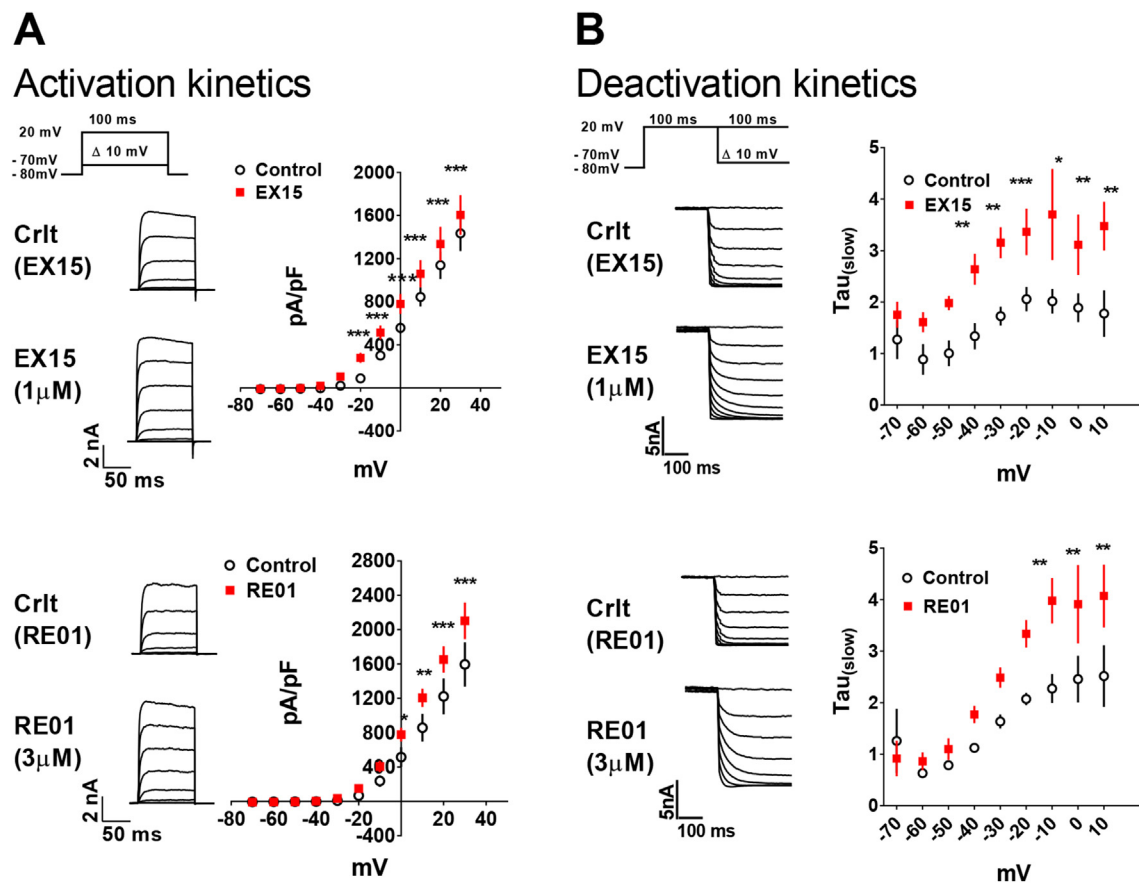 A
Activation kinetics
100 ms
20 mV
Δ 10 mV
- 70mV
- 80mV
Crlt
(EX15)
EX15
(1μM)
2 nA
50 ms
Control
EX15
pA/pF
2000
1600
1200
800
400
-400
-80
-60
-40
-20
20
40
mV
***
***
***
***
***
***
Crlt
(RE01)
RE01
(3μM)
2 nA
50 ms
Control
RE01
pA/pF
2800
2400
2000
1600
1200
800
400
-400
-80
-60
-40
-20
20
40
mV
*
**
***
***
B
Deactivation kinetics
100 ms
100 ms
20 mV
-70mV
- 80mV
Δ 10 mV
Crlt
(EX15)
EX15
(1μM)
5nA
100 ms
Control
EX15
Tau(slow)
5
4
3
2
1
0
-70
-60
-50
-40
-30
-20
-10
0
10
mV
**
**
***
*
**
**
Crlt
(RE01)
RE01
(3μM)
5nA
100 ms
Control
RE01
Tau(slow)
5
4
3
2
1
0
-70
-60
-50
-40
-30
-20
-10
0
10
mV
**
**
**